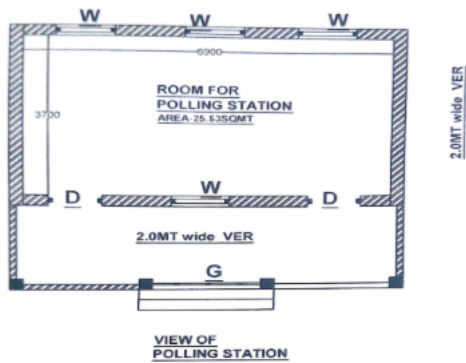 W W W
6900
ROOM FOR
POLLING STATION
AREA-25.53SQMT
3700
2.0MT wide VER
D W D
2.0MT wide VER
G
VIEW OF
POLLING STATION